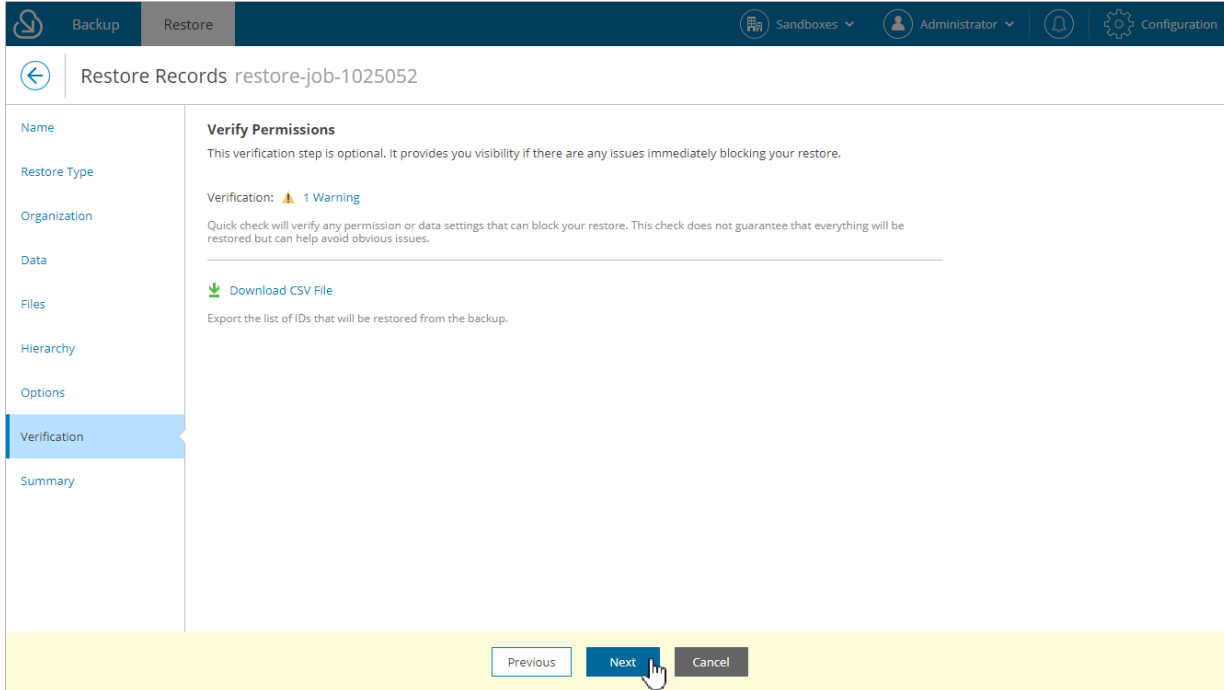 Backup
Restore
Sandboxes
Administrator
Configuration
Restore Records restore-job-1025052
Name
Restore Type
Organization
Data
Files
Hierarchy
Options
Verification
Summary
Verify Permissions
This verification step is optional. It provides you visibility if there are any issues immediately blocking your restore.
Verification: 1 Warning
Quick check will verify any permission or data settings that can block your restore. This check does not guarantee that everything will be
restored but can help avoid obvious issues.
Download CSV File
Export the list of IDs that will be restored from the backup.
Previous
Next
Cancel